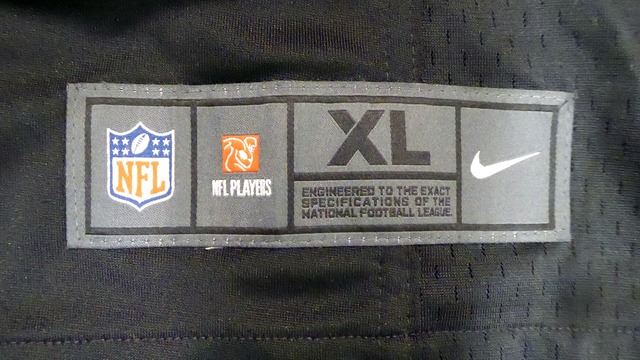 NFL
NFL PLAYERS
XL
ENGINEERED TO THE EXACT
SPECIFICATIONS OF THE
NATIONAL FOOTBALL LEAGUE.